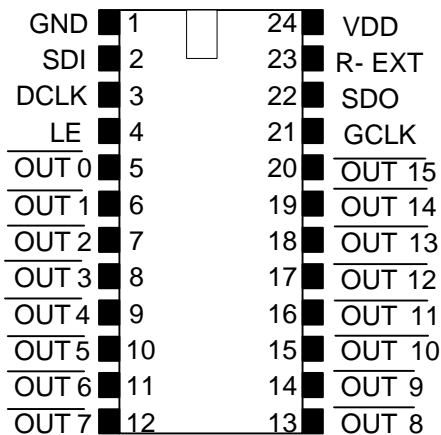 GND 1 24 VDD
SDI 2 23 R- EXT
DCLK 3 22 SDO
LE 4 21 GCLK
OUT 0 5 20 OUT 15
OUT 1 6 19 OUT 14
OUT 2 7 18 OUT 13
OUT 3 8 17 OUT 12
OUT 4 9 16 OUT 11
OUT 5 10 15 OUT 10
OUT 6 11 14 OUT 9
OUT 7 12 13 OUT 8